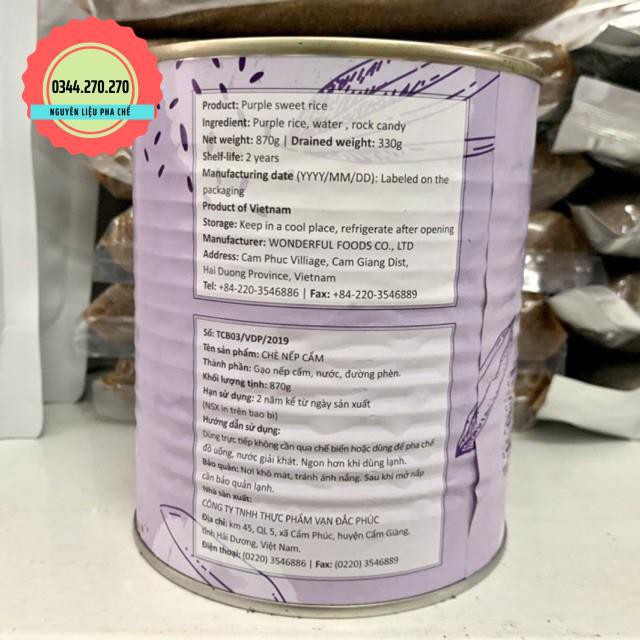 0344.270.270
NGUYÊN LIỆU PHA CHẾ
Product: Purple sweet rice
Ingredient: Purple rice, water , rock candy
Net weight: 870g | Drained weight: 330g
Shelf-life: 2 years
Manufacturing date (YYYY/MM/DD): Labeled on the
packaging
Product of Vietnam
Storage: Keep in a cool place, refrigerate after opening
Manufacturer: WONDERFUL FOODS CO., LTD
Address: Cam Phuc Villiage, Cam Giang Dist,
Hai Duong Province, Vietnam
Tel: +84-220-3546886 | Fax: +84-220-3546889
Số: TCB03/VDP/2019
Tên sản phẩm: CHÈ NẾP CẨM
Thành phần: Gạo nếp cẩm, nước, đường phèn.
Khối lượng tịnh: 870g
Hạn sử dụng: 2 năm kể từ ngày sản xuất
(NSX in trên bao bì)
Hướng dẫn sử dụng:
Dùng trực tiếp không cần qua chế biến hoặc dùng để pha chế
đồ uống, nước giải khát. Ngon hơn khi dùng lạnh.
Bảo quản: Nơi khô mát, tránh ánh nắng. Sau khi mở nắp
cần bảo quản lạnh.
Nhà sản xuất:
CÔNG TY TNHH THỰC PHẨM VẠN ĐẮC PHÚC
Địa chỉ: km 45, QL 5, xã Cẩm Phúc, huyện Cẩm Giàng,
tỉnh Hải Dương, Việt Nam.
Điện thoại: (0220) 3546886 | Fax: (0220) 3546889